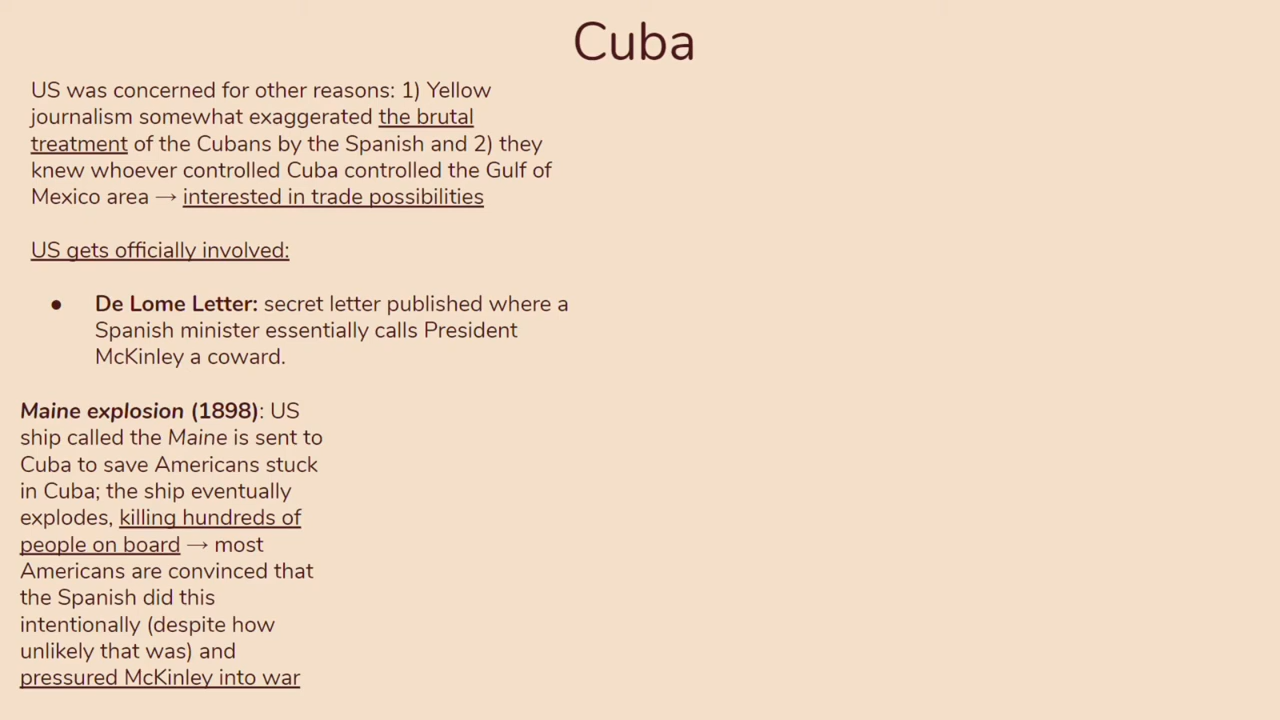 Cuba
US was concerned for other reasons: 1) Yellow
journalism somewhat exaggerated the brutal
treatment of the Cubans by the Spanish and 2) they
knew whoever controlled Cuba controlled the Gulf of
Mexico area → interested in trade possibilities
US gets officially involved:
● De Lome Letter: secret letter published where a
Spanish minister essentially calls President
McKinley a coward.
Maine explosion (1898): US
ship called the Maine is sent to
Cuba to save Americans stuck
in Cuba; the ship eventually
explodes, killing hundreds of
people on board → most
Americans are convinced that
the Spanish did this
intentionally (despite how
unlikely that was) and
pressured McKinley into war